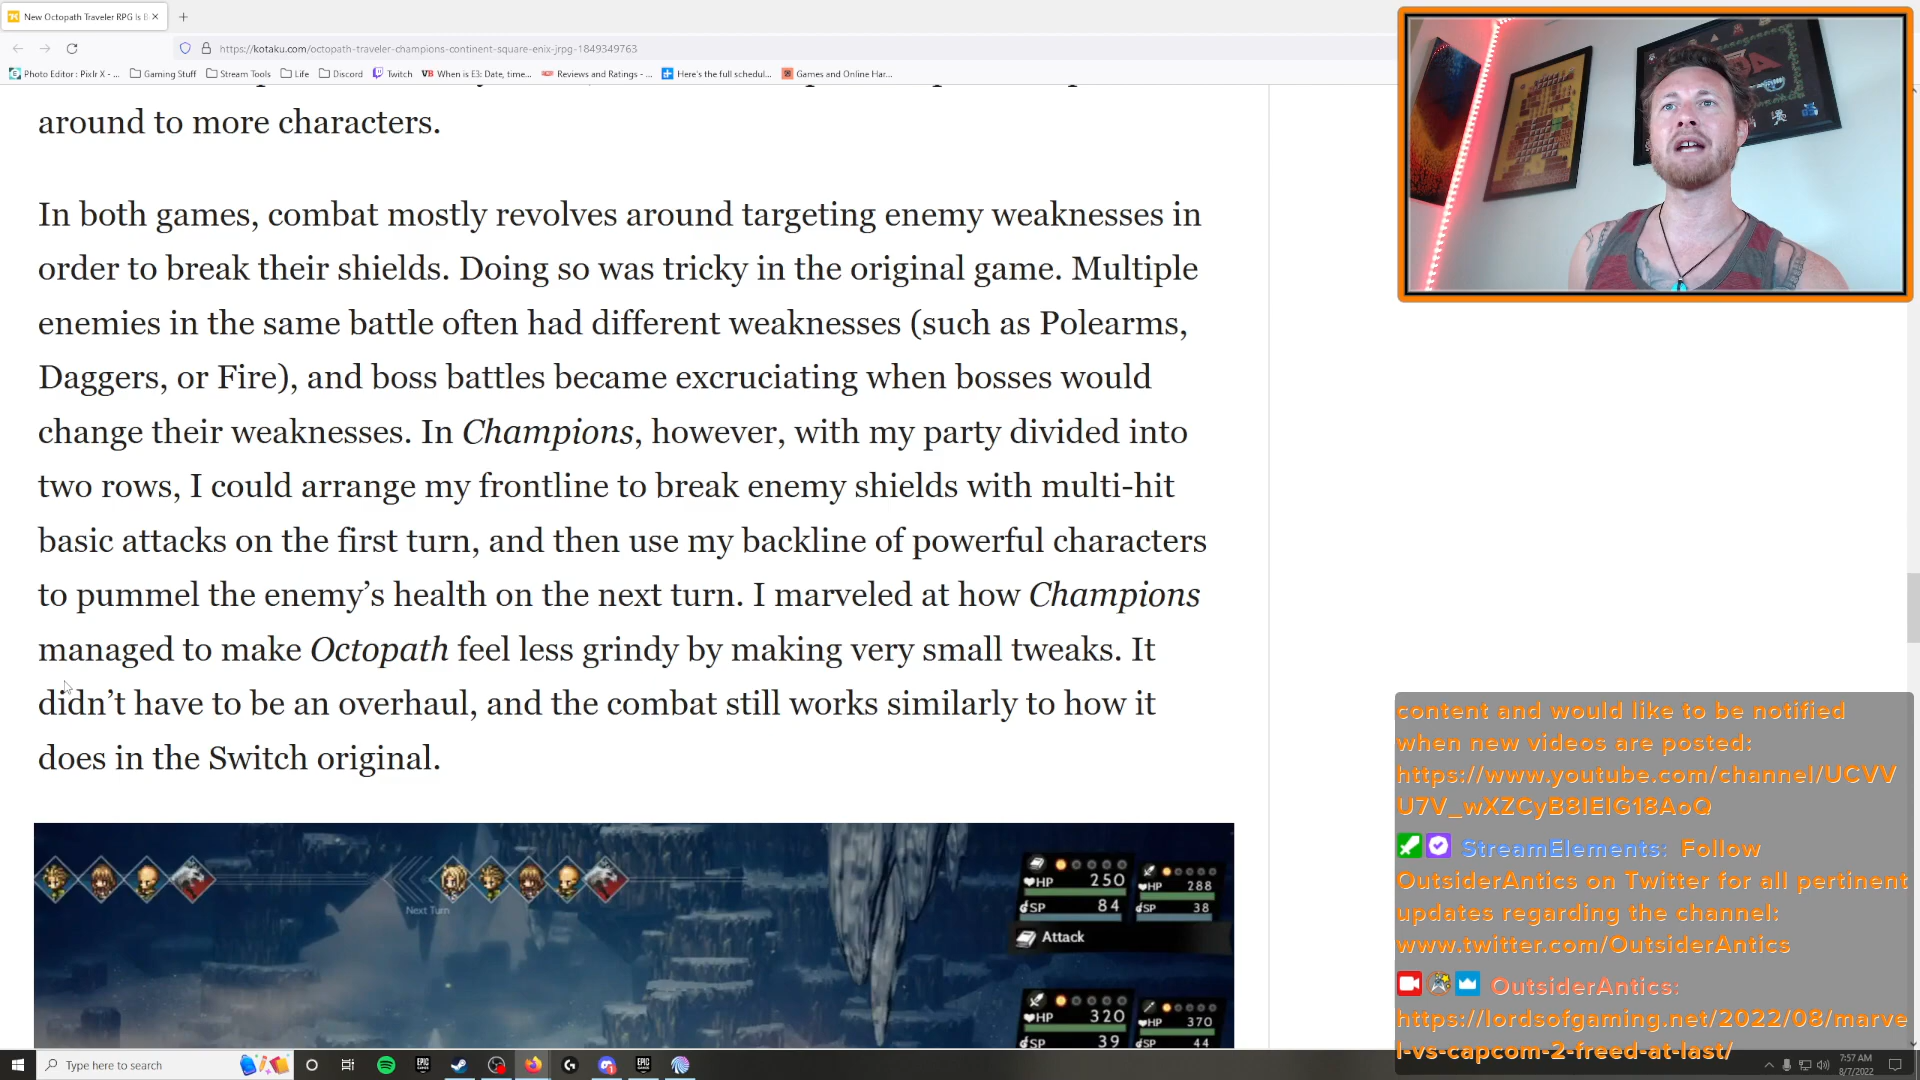 New Octopath Traveler RPG Is B
https://kotaku.com/octopath-traveler-champions-continent-square-enix-jrpg-1849349763
Photo Editor : Pixlr X - ...
Gaming Stuff
Stream Tools
Life
Discord
Twitch
When is E3: Date, time...
Reviews and Ratings - ...
Here's the full schedul...
Games and Online Har...
around to more characters.
In both games, combat mostly revolves around targeting enemy weaknesses in
order to break their shields. Doing so was tricky in the original game. Multiple
enemies in the same battle often had different weaknesses (such as Polearms,
Daggers, or Fire), and boss battles became excruciating when bosses would
change their weaknesses. In Champions, however, with my party divided into
two rows, I could arrange my frontline to break enemy shields with multi-hit
basic attacks on the first turn, and then use my backline of powerful characters
to pummel the enemy’s health on the next turn. I marveled at how Champions
managed to make Octopath feel less grindy by making very small tweaks. It
didn’t have to be an overhaul, and the combat still works similarly to how it
does in the Switch original.
Next Turn
HP 250
SP 84
HP 288
SP 38
Attack
HP 320
39
HP 370
SP 44
content and would like to be notified
when new videos are posted:
https://www.youtube.com/channel/UCVV
U7V_wXZCyB8IEIG18AoQ
StreamElements: Follow
OutsiderAntics on Twitter for all pertinent
updates regarding the channel:
www.twitter.com/OutsiderAntics
OutsiderAntics:
https://lordsofgaming.net/2022/08/marve
l-vs-capcom-2-freed-at-last/
Type here to search
7:57 AM
8/7/2022